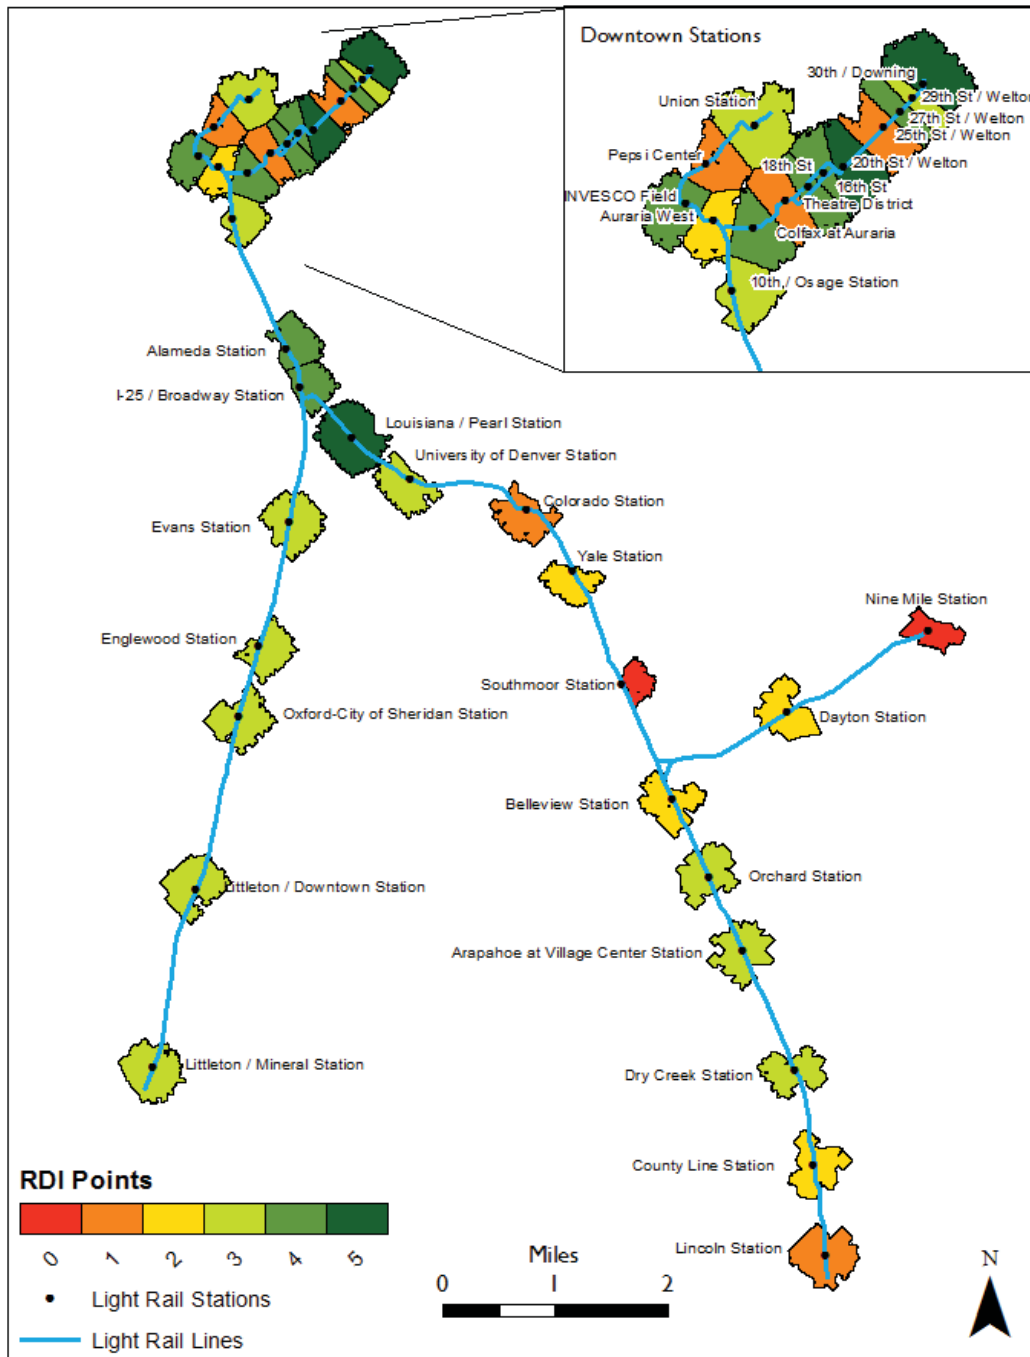 Downtown Stations
30th / Downing
Union Station
29th St / Welton
27th St / Welton
25th St / Welton
Pepsi Center
18th St
20th St / Welton
16th St
INVESCO Field
Theatre District
Auraria West
Colfax at Auraria
10th / Osage Station
Alameda Station
I-25 / Broadway Station
Louisiana / Pearl Station
University of Denver Station
Colorado Station
Evans Station
Yale Station
Nine Mile Station
Englewood Station
Southmoor Station
Oxford-City of Sheridan Station
Dayton Station
Belleview Station
Orchard Station
Littleton / Downtown Station
Arapahoe at Village Center Station
Littleton / Mineral Station
Dry Creek Station
County Line Station
RDI Points
0 1 2 3 4 5
Lincoln Station
Miles
0 1 2
N
Light Rail Stations
Light Rail Lines